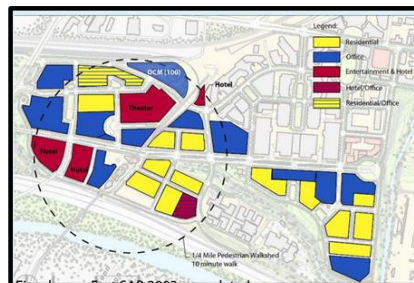 Legend:
Residential
Office
Entertainment & Hotel
Hotel/Office
Residential/Office
OCM (100)
Hotel
Theater
Hotel
Hotel
1/4 Mile Pedestrian Walkshed
10 minute walk